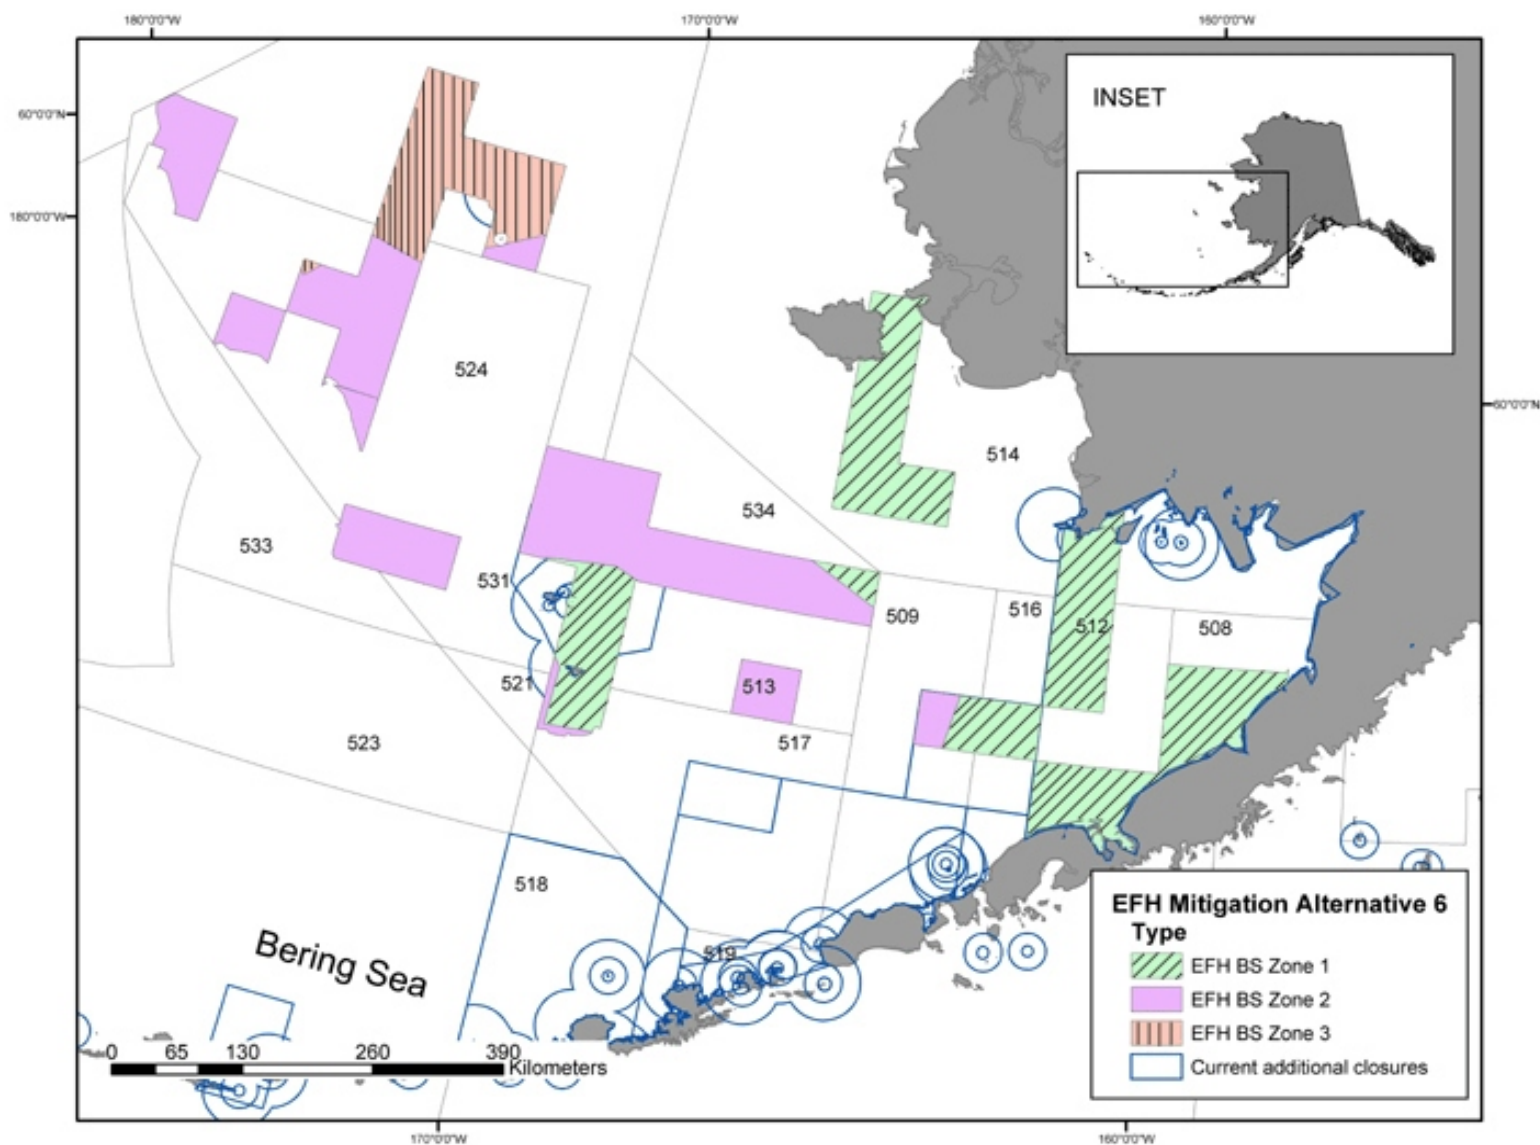 180°0'0"W 170°0'0"W 160°0'0"W
60°0'0"N
INSET
180°0'0"W
524
60°0'0"N
514
534
533
531
509
516
512
508
521
513
523
517
518
519
Bering Sea
EFH Mitigation Alternative 6
Type
EFH BS Zone 1
EFH BS Zone 2
EFH BS Zone 3
Current additional closures
0 65 130 260 390
Kilometers
170°0'0"W 160°0'0"W